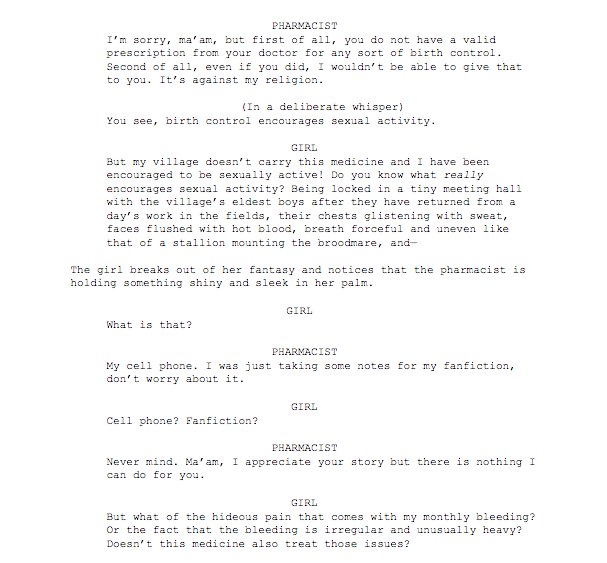 PHARMACIST
I’m sorry, ma’am, but first of all, you do not have a valid
prescription from your doctor for any sort of birth control.
Second of all, even if you did, I wouldn’t be able to give that
to you. It’s against my religion.
(In a deliberate whisper)
You see, birth control encourages sexual activity.
GIRL
But my village doesn’t carry this medicine and I have been
encouraged to be sexually active! Do you know what really
encourages sexual activity? Being locked in a tiny meeting hall
with the village’s eldest boys after they have returned from a
day’s work in the fields, their chests glistening with sweat,
faces flushed with hot blood, breath forceful and uneven like
that of a stallion mounting the broodmare, and—
The girl breaks out of her fantasy and notices that the pharmacist is
holding something shiny and sleek in her palm.
GIRL
What is that?
PHARMACIST
My cell phone. I was just taking some notes for my fanfiction,
don’t worry about it.
GIRL
Cell phone? Fanfiction?
PHARMACIST
Never mind. Ma’am, I appreciate your story but there is nothing I
can do for you.
GIRL
But what of the hideous pain that comes with my monthly bleeding?
Or the fact that the bleeding is irregular and unusually heavy?
Doesn’t this medicine also treat those issues?